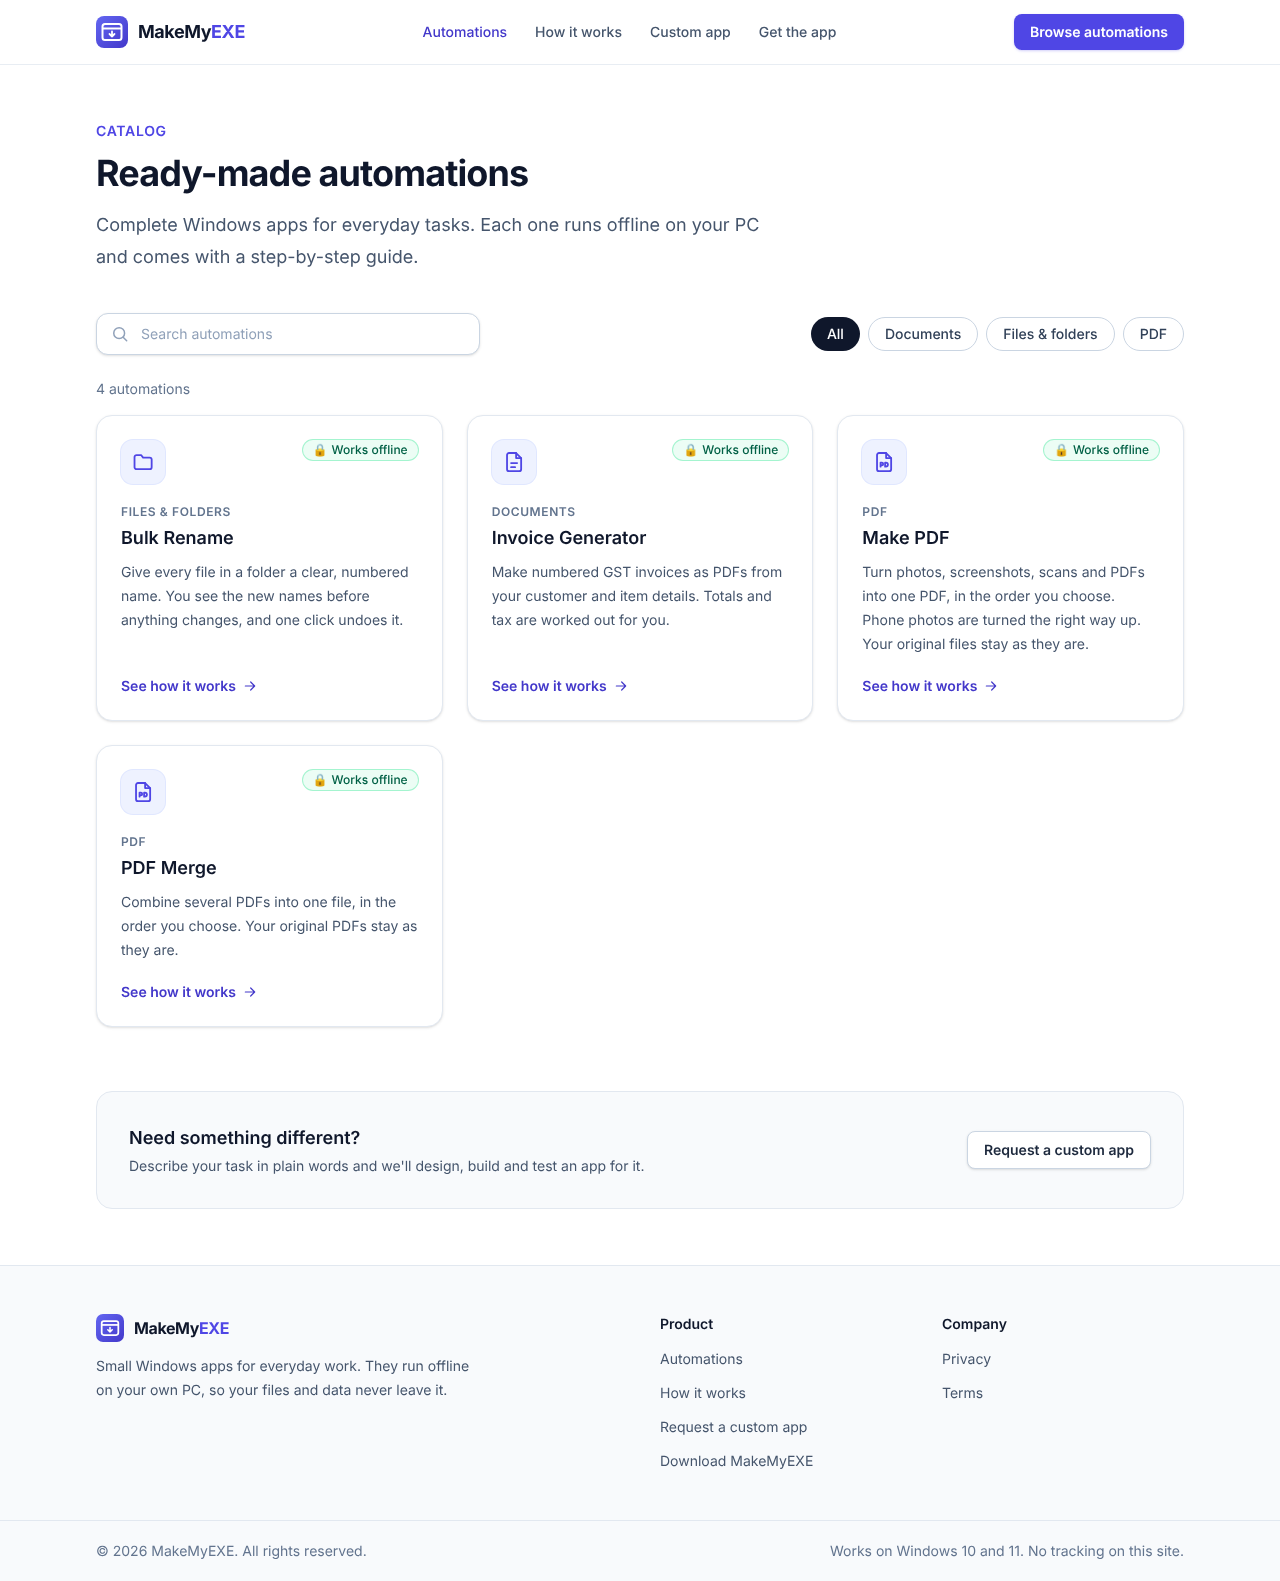 MakeMyEXE
Automations
How it works
Custom app
Get the app
Browse automations
CATALOG
Ready-made automations
Complete Windows apps for everyday tasks. Each one runs offline on your PC
and comes with a step-by-step guide.
Search automations
All
Documents
Files & folders
PDF
4 automations
🔒 Works offline
FILES & FOLDERS
Bulk Rename
Give every file in a folder a clear, numbered
name. You see the new names before
anything changes, and one click undoes it.
See how it works →
🔒 Works offline
DOCUMENTS
Invoice Generator
Make numbered GST invoices as PDFs from
your customer and item details. Totals and
tax are worked out for you.
See how it works →
PD
🔒 Works offline
PDF
Make PDF
Turn photos, screenshots, scans and PDFs
into one PDF, in the order you choose.
Phone photos are turned the right way up.
Your original files stay as they are.
See how it works →
PD
🔒 Works offline
PDF
PDF Merge
Combine several PDFs into one file, in the
order you choose. Your original PDFs stay as
they are.
See how it works →
Need something different?
Describe your task in plain words and we'll design, build and test an app for it.
Request a custom app
MakeMyEXE
Small Windows apps for everyday work. They run offline
on your own PC, so your files and data never leave it.
Product
Automations
How it works
Request a custom app
Download MakeMyEXE
Company
Privacy
Terms
© 2026 MakeMyEXE. All rights reserved.
Works on Windows 10 and 11. No tracking on this site.